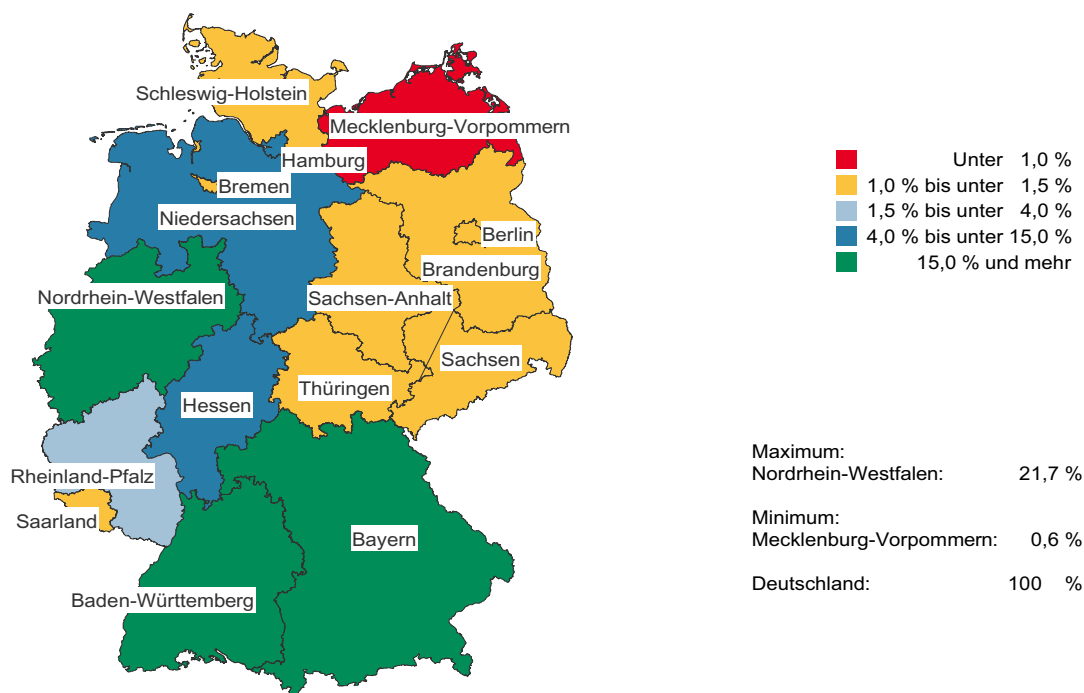 Schleswig-Holstein
Mecklenburg-Vorpommern
Hamburg
Bremen
Niedersachsen
Berlin
Brandenburg
Nordrhein-Westfalen
Sachsen-Anhalt
Sachsen
Thüringen
Hessen
Rheinland-Pfalz
Saarland
Bayern
Baden-Württemberg
Unter 1,0 %
1,0 % bis unter 1,5 %
1,5 % bis unter 4,0 %
4,0 % bis unter 15,0 %
15,0 % und mehr
Maximum:
Nordrhein-Westfalen: 21,7 %
Minimum:
Mecklenburg-Vorpommern: 0,6 %
Deutschland: 100 %